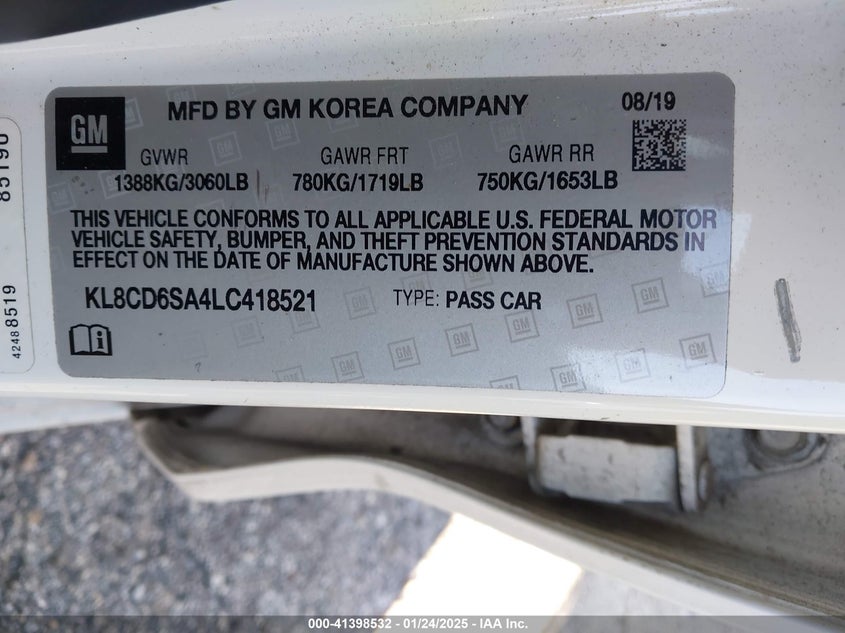 GM
MFD BY GM KOREA COMPANY
08/19
GVWR GAWR FRT GAWR RR
1388KG/3060LB 780KG/1719LB 750KG/1653LB
THIS VEHICLE CONFORMS TO ALL APPLICABLE U.S. FEDERAL MOTOR
VEHICLE SAFETY, BUMPER, AND THEFT PREVENTION STANDARDS IN
EFFECT ON THE DATE OF MANUFACTURE SHOWN ABOVE.
KL8CD6SA4LC418521 TYPE: PASS CAR
42488519
000-41398532 - 01/24/2025 - IAA Inc.